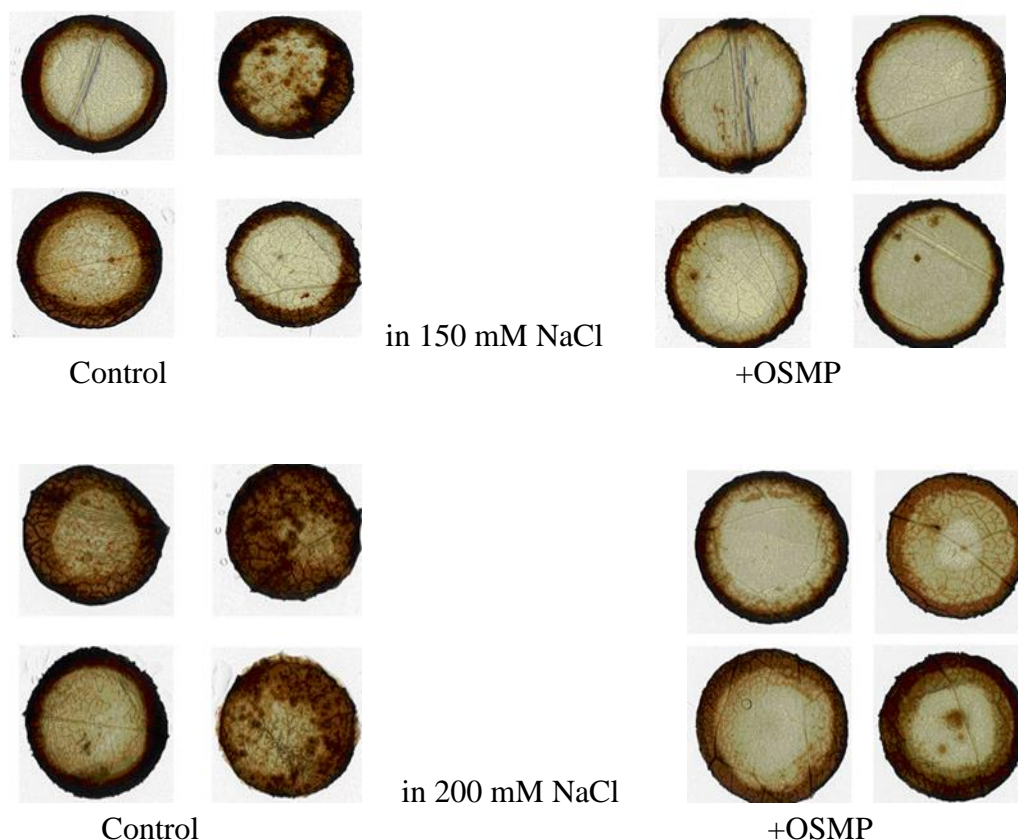 in 150 mM NaCl
Control
+OSMP
in 200 mM NaCl
Control
+OSMP